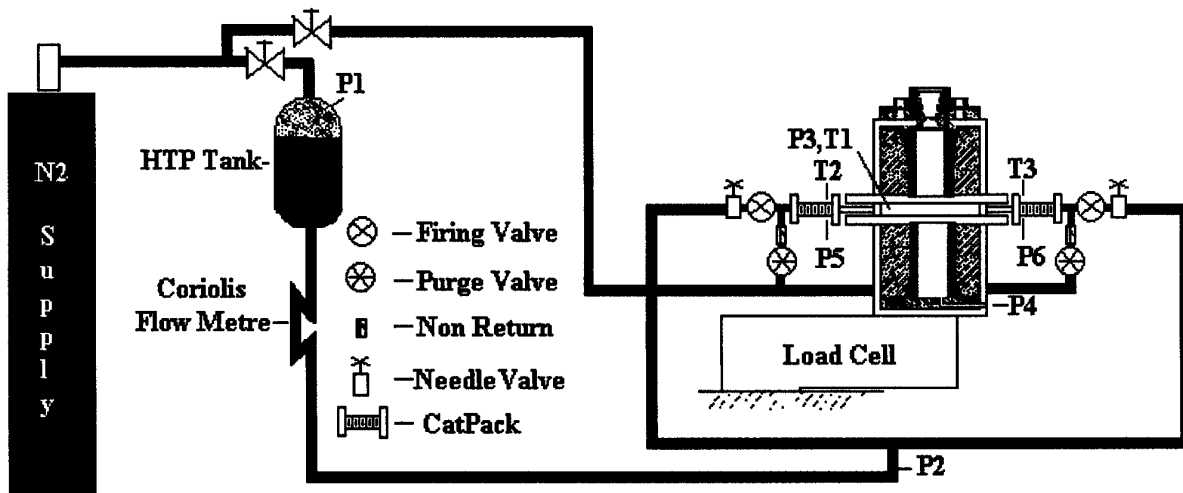 N2
S
u
p
p
l
y
P1
HTP Tank-
Coriolis
Flow Metre
Firing Valve
Purge Valve
Non Return
Needle Valve
CatPack
P3,T1
T2
T3
P5
P6
P4
Load Cell
P2